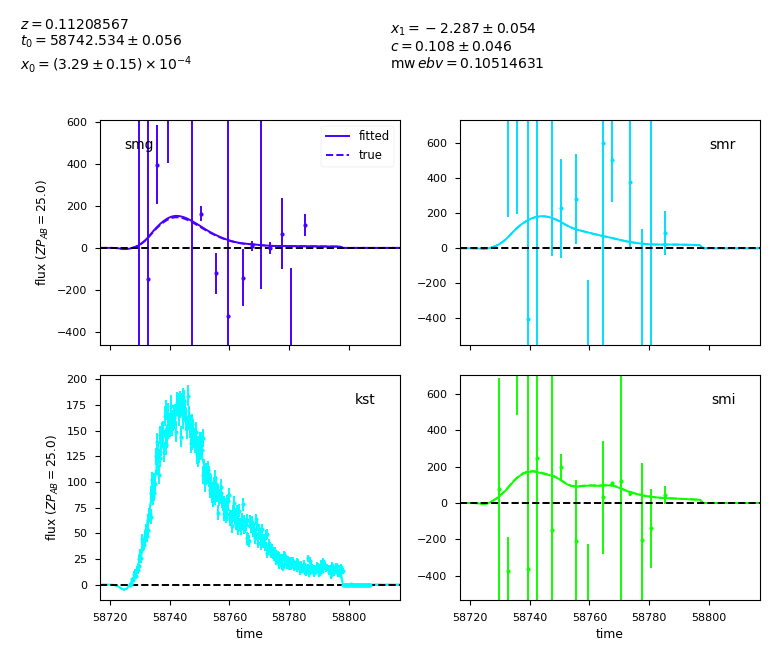 z = 0.11208567
t₀ = 58742.534 ± 0.056
x₀ = (3.29 ± 0.15) × 10⁻⁴
x₁ = −2.287 ± 0.054
c = 0.108 ± 0.046
mw ebv = 0.10514631
600
400
200
0
−200
−400
flux (ZP_AB = 25.0)
smg
fitted
true
600
400
200
0
−200
−400
smr
200
175
150
125
100
75
50
25
0
flux (ZP_AB = 25.0)
kst
58720 58740 58760 58780 58800
time
600
400
200
0
−200
−400
smi
58720 58740 58760 58780 58800
time